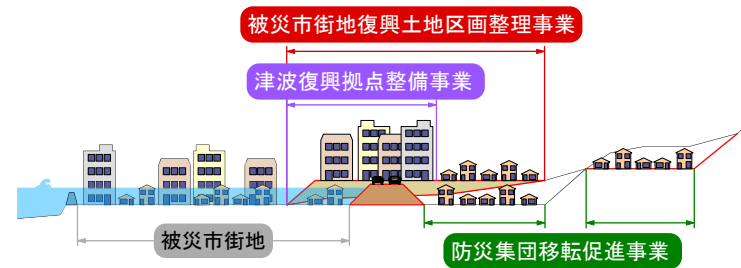 被災市街地復興土地区画整理事業
津波復興拠点整備事業
被災市街地
防災集団移転促進事業